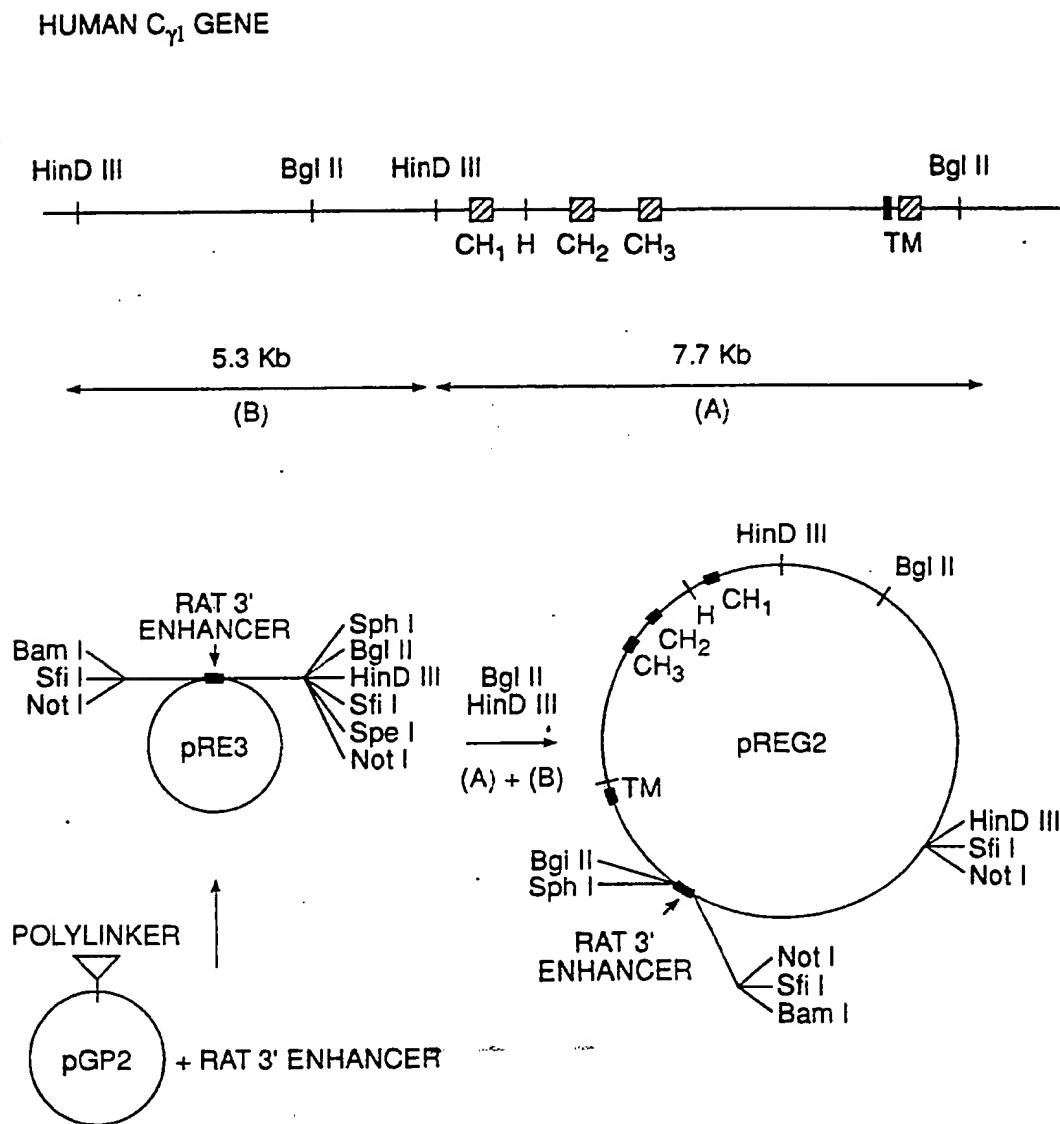 HUMAN Cγ1 GENE
HinD III
Bgl II
HinD III
Bgl II
CH1
H
CH2
CH3
TM
5.3 Kb
7.7 Kb
(B)
(A)
RAT 3'
ENHANCER
Bam I
Sfi I
Not I
Sph I
Bgl II
HinD III
Sfi I
Spe I
Not I
pRE3
Bgl II
HinD III
(A) + (B)
HinD III
Bgl II
CH1
H
CH2
CH3
pREG2
TM
HinD III
Sfi I
Not I
Bgi II
Sph I
RAT 3'
ENHANCER
Not I
Sfi I
Bam I
POLYLINKER
pGP2
+ RAT 3' ENHANCER